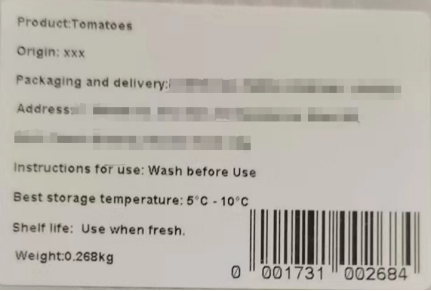 Product:Tomatoes
Origin: xxx
Packaging and delivery:
Address:
Instructions for use: Wash before Use
Best storage temperature: 5°C - 10°C
Shelf life: Use when fresh.
Weight:0.268kg
0 001731 002684